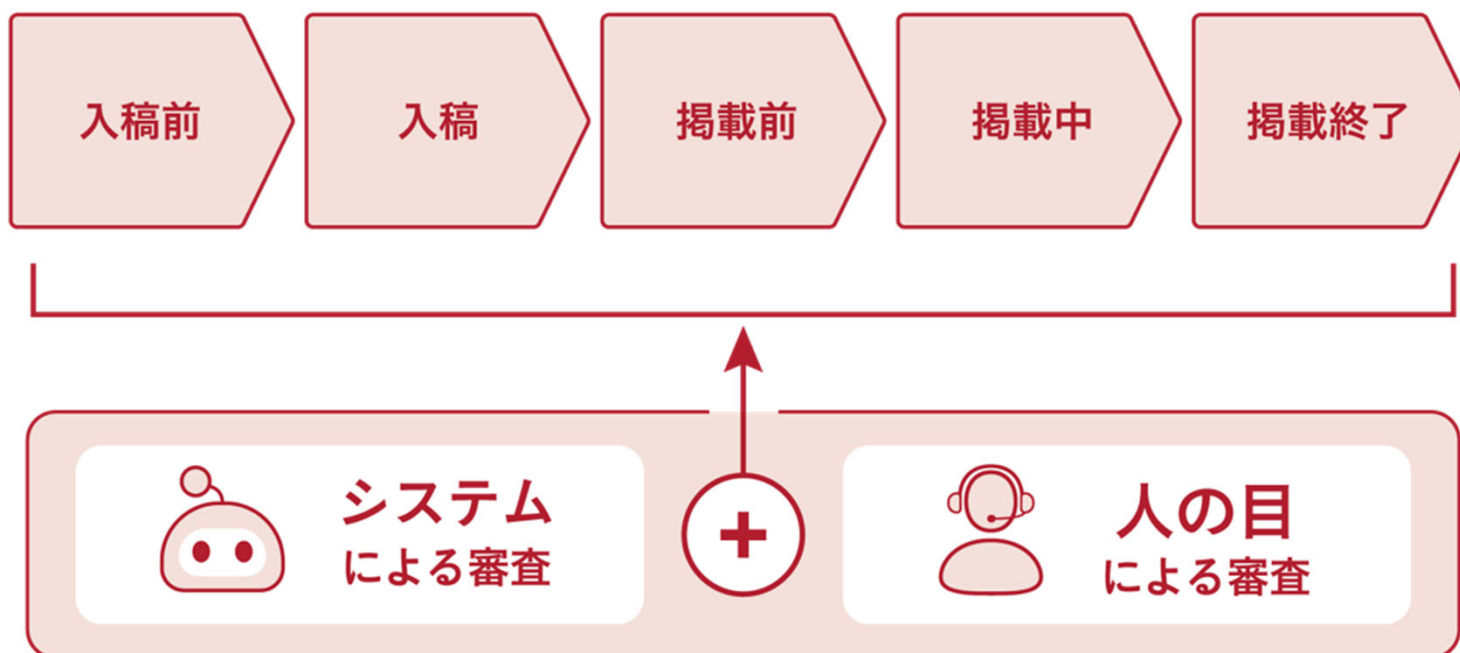 入稿前
入稿
掲載前
掲載中
掲載終了
システム
による審査
+
人の目
による審査